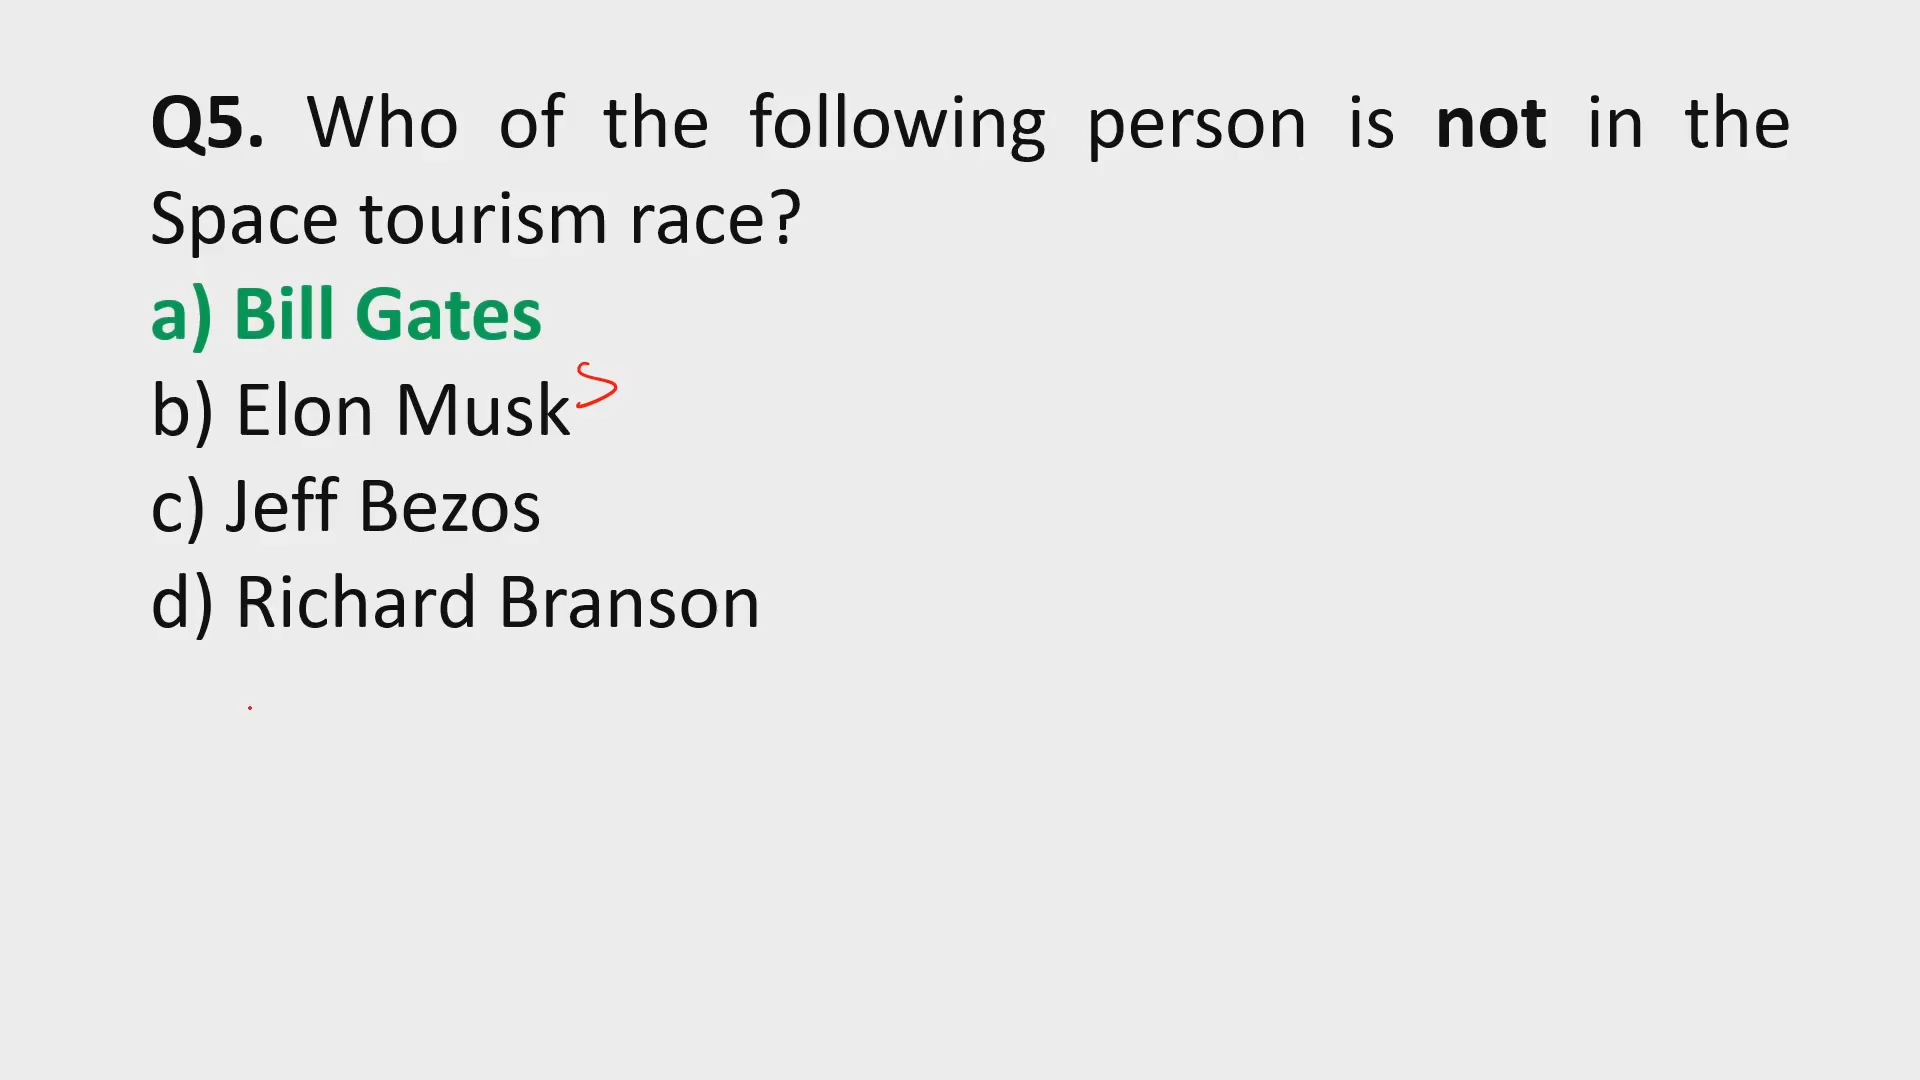 Q5. Who of the following person is not in the
Space tourism race?
a) Bill Gates
b) Elon Musk
c) Jeff Bezos
d) Richard Branson